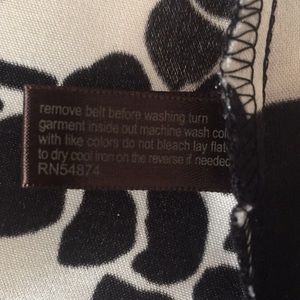 remove belt before washing turn
garment inside out machine wash col
with like colors do not bleach lay flat
to dry cool iron on the reverse if needed
RN54874